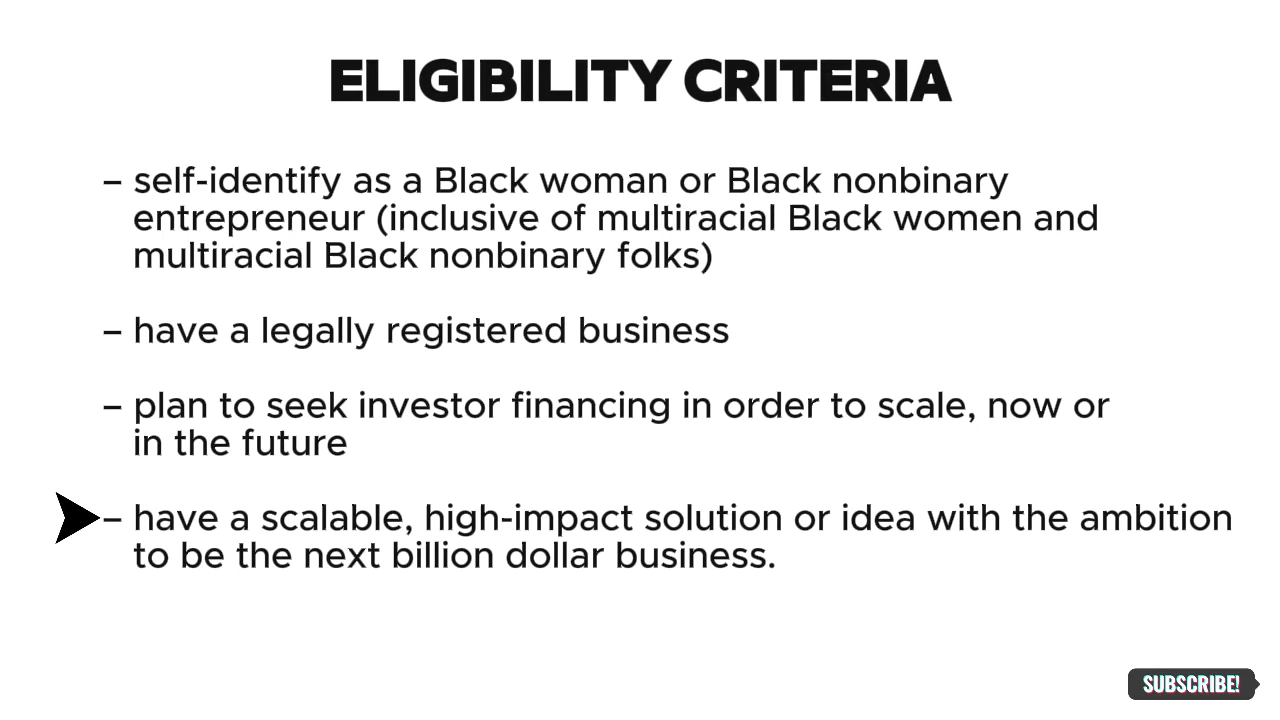 ELIGIBILITY CRITERIA
– self-identify as a Black woman or Black nonbinary
entrepreneur (inclusive of multiracial Black women and
multiracial Black nonbinary folks)
– have a legally registered business
– plan to seek investor financing in order to scale, now or
in the future
– have a scalable, high-impact solution or idea with the ambition
to be the next billion dollar business.
SUBSCRIBE!